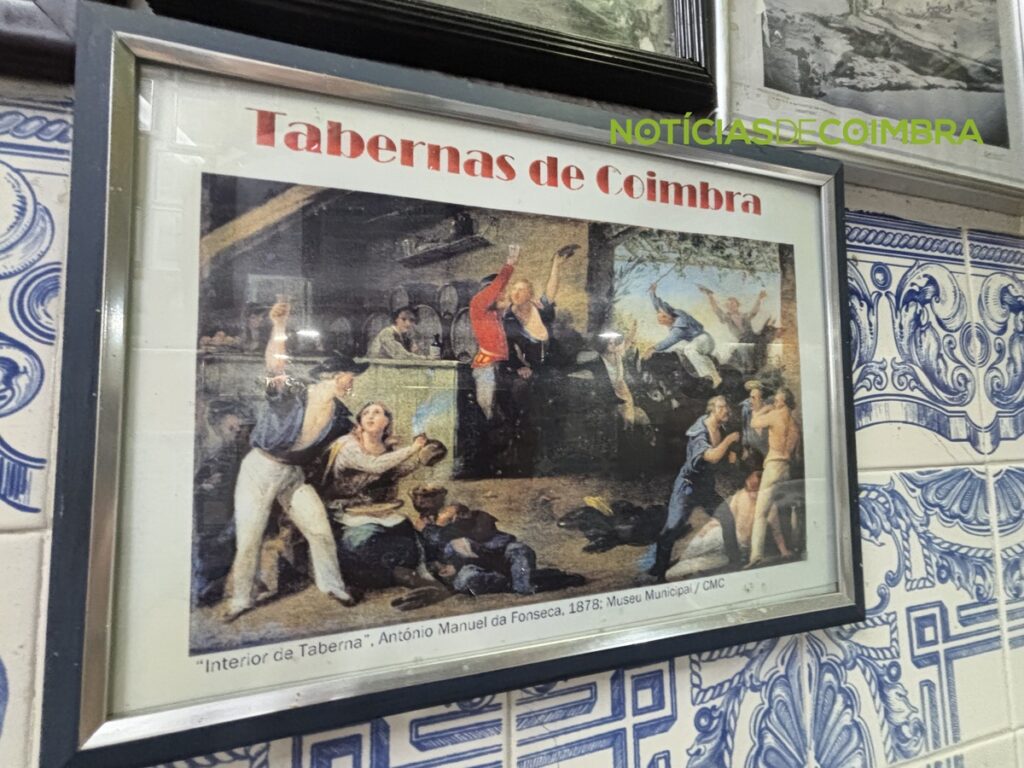 NOTÍCIASDECOIMBRA
Tabernas de Coimbra
"Interior de Taberna", António Manuel da Fonseca, 1878; Museu Municipal / CMC